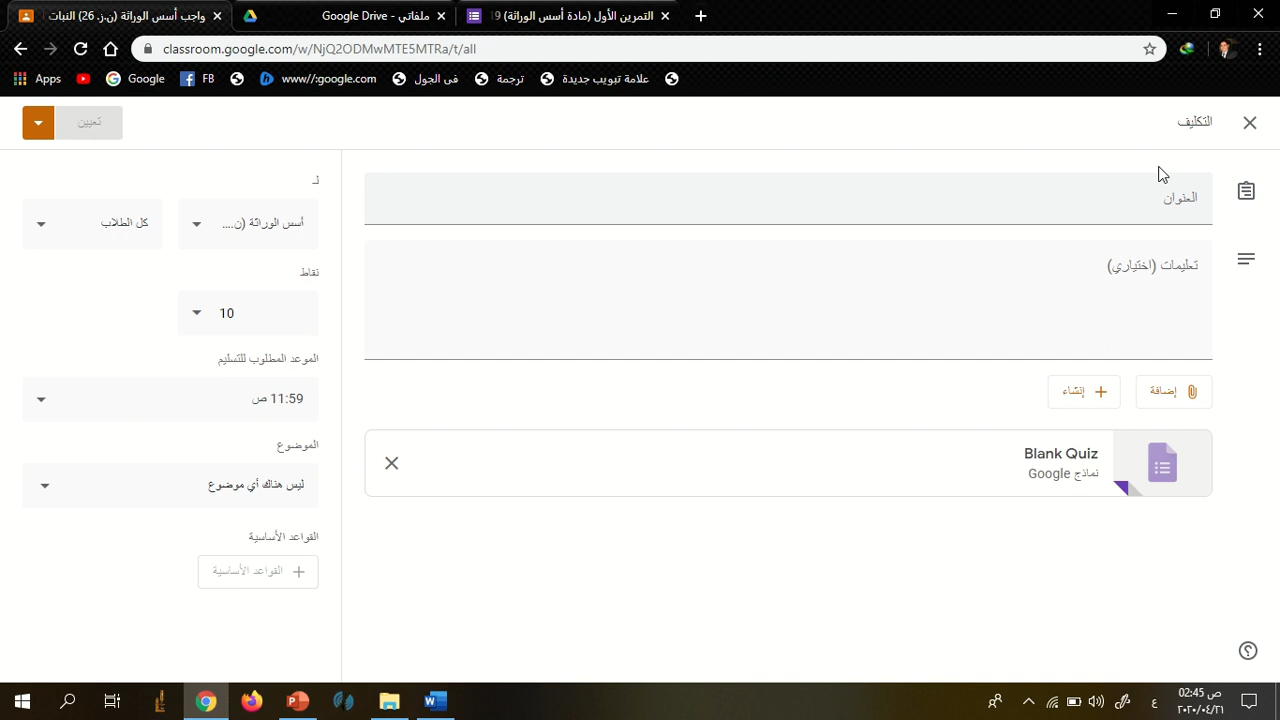 واجب أسس الوراثة (ن.ز. 26) النبات
Google Drive - ملفاتي
التمرين الأول (مادة أسس الوراثة) 19
classroom.google.com/w/NjQ2ODMwMTE5MTRa/t/all
Apps
Google
FB
www//:google.com
فى الجول
ترجمة
علامة تبويب جديدة
التكليف
تعيين
العنوان
تعليمات (اختياري)
إضافة
إنشاء
Blank Quiz
نماذج Google
لـ
أسس الوراثة (ن....
كل الطلاب
نقاط
10
الموعد المطلوب للتسليم
11:59 ص
الموضوع
ليس هناك أي موضوع
القواعد الأساسية
القواعد الأساسية
ع
02:45 ص
٢٠٢٠/٠٤/٢١